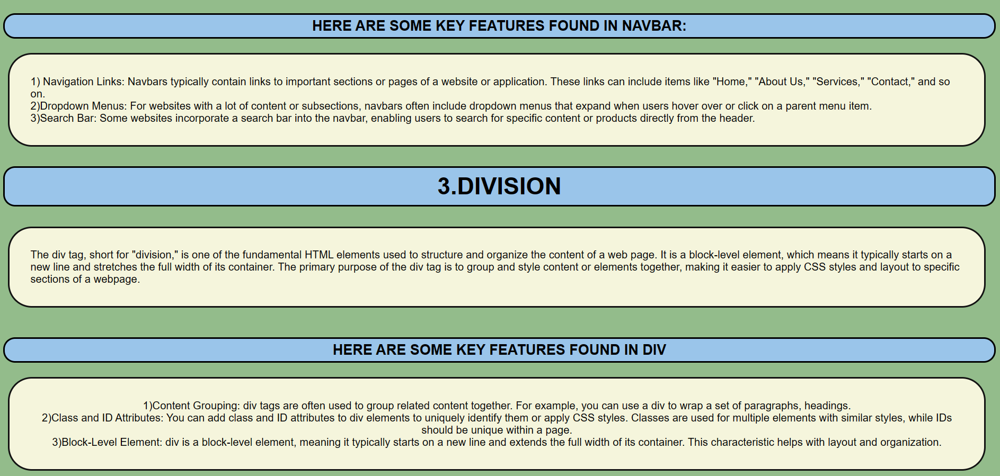 HERE ARE SOME KEY FEATURES FOUND IN NAVBAR:
1) Navigation Links: Navbars typically contain links to important sections or pages of a website or application. These links can include items like "Home," "About Us," "Services," "Contact," and so
on.
2)Dropdown Menus: For websites with a lot of content or subsections, navbars often include dropdown menus that expand when users hover over or click on a parent menu item.
3)Search Bar: Some websites incorporate a search bar into the navbar, enabling users to search for specific content or products directly from the header.
3.DIVISION
The div tag, short for "division," is one of the fundamental HTML elements used to structure and organize the content of a web page. It is a block-level element, which means it typically starts on a
new line and stretches the full width of its container. The primary purpose of the div tag is to group and style content or elements together, making it easier to apply CSS styles and layout to specific
sections of a webpage.
HERE ARE SOME KEY FEATURES FOUND IN DIV
1)Content Grouping: div tags are often used to group related content together. For example, you can use a div to wrap a set of paragraphs, headings.
2)Class and ID Attributes: You can add class and ID attributes to div elements to uniquely identify them or apply CSS styles. Classes are used for multiple elements with similar styles, while IDs
should be unique within a page.
3)Block-Level Element: div is a block-level element, meaning it typically starts on a new line and extends the full width of its container. This characteristic helps with layout and organization.